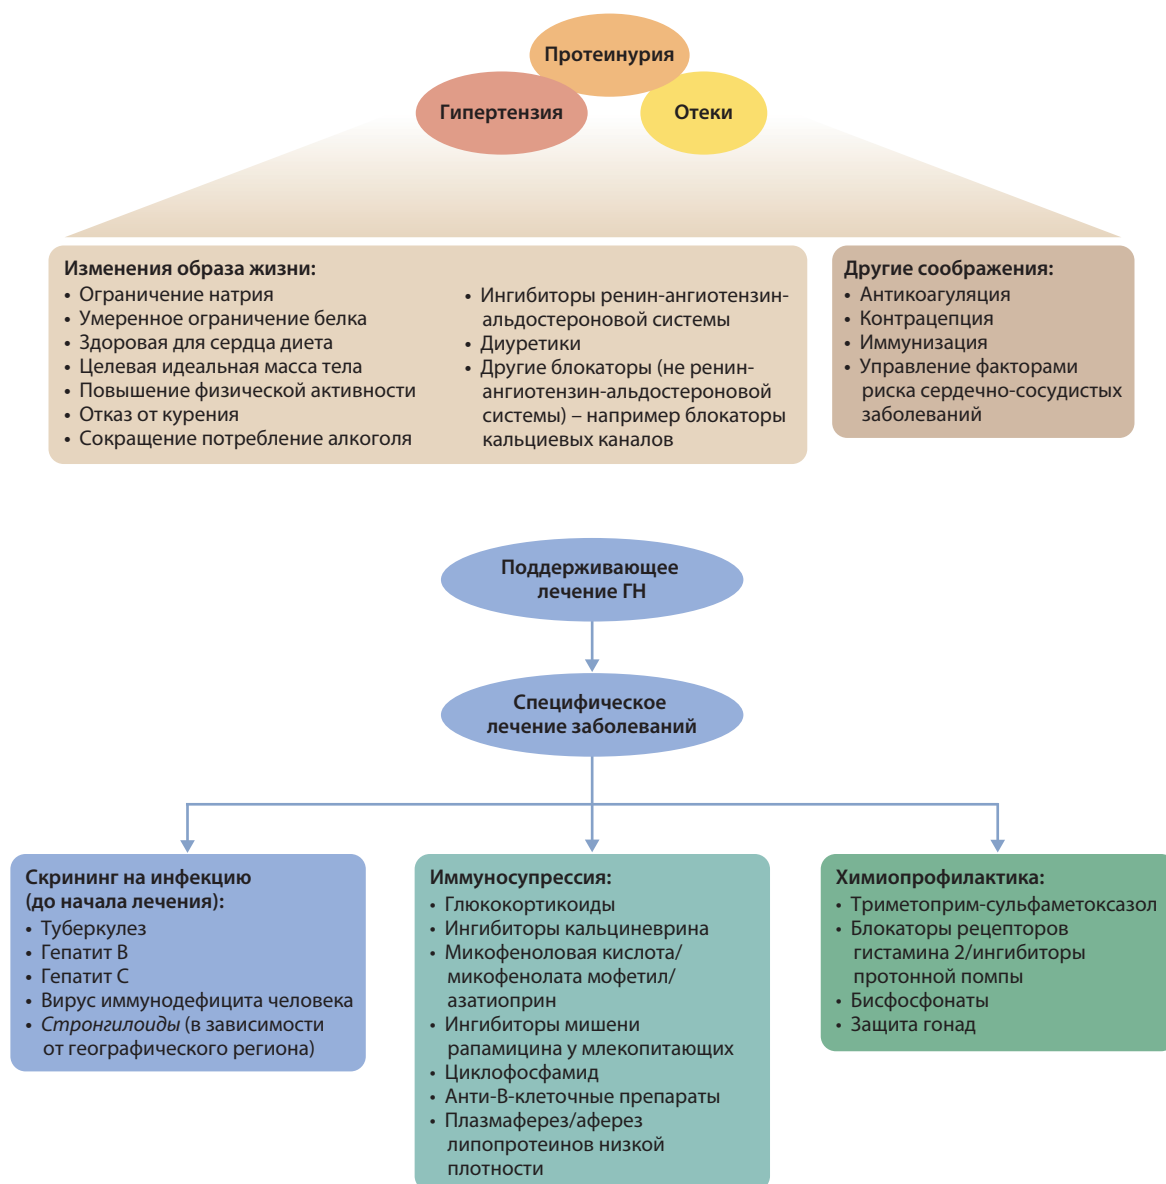 Протеинурия
Гипертензия
Отеки
Изменения образа жизни:
• Ограничение натрия
• Умеренное ограничение белка
• Здоровая для сердца диета
• Целевая идеальная масса тела
• Повышение физической активности
• Отказ от курения
• Сокращение потребление алкоголя
• Ингибиторы ренин-ангиотензин-
альдостероновой системы
• Диуретики
• Другие блокаторы (не ренин-
ангиотензин-альдостероновой
системы) – например блокаторы
кальциевых каналов
Другие соображения:
• Антикоагуляция
• Контрацепция
• Иммунизация
• Управление факторами
риска сердечно-сосудистых
заболеваний
Поддерживающее
лечение ГН
Специфическое
лечение заболеваний
Скрининг на инфекцию
(до начала лечения):
• Туберкулез
• Гепатит В
• Гепатит С
• Вирус иммунодефицита человека
• Стронгилоиды (в зависимости
от географического региона)
Иммуносупрессия:
• Глюкокортикоиды
• Ингибиторы кальциневрина
• Микофеноловая кислота/
микофенолата мофетил/
азатиоприн
• Ингибиторы мишени
рапамицина у млекопитающих
• Циклофосфамид
• Анти-В-клеточные препараты
• Плазмаферез/аферез
липопротеинов низкой
плотности
Химиопрофилактика:
• Триметоприм-сульфаметоксазол
• Блокаторы рецепторов
гистамина 2/ингибиторы
протонной помпы
• Бисфосфонаты
• Защита гонад